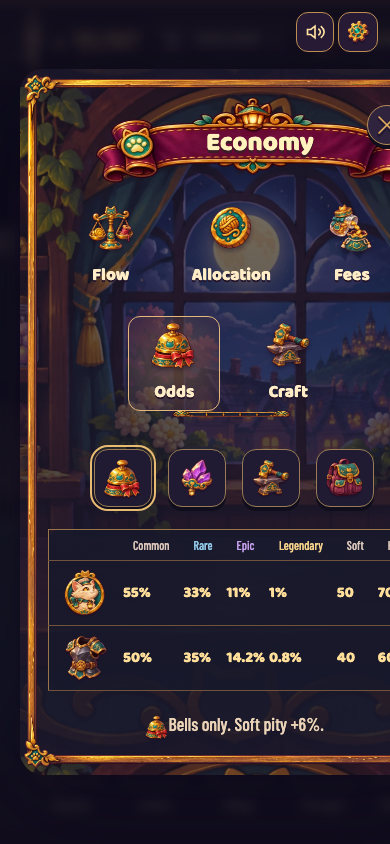 Economy
Flow Allocation Fees
Odds Craft
Common Rare Epic Legendary Soft
55% 33% 11% 1% 50
50% 35% 14.2% 0.8% 40
Bells only. Soft pity +6%.